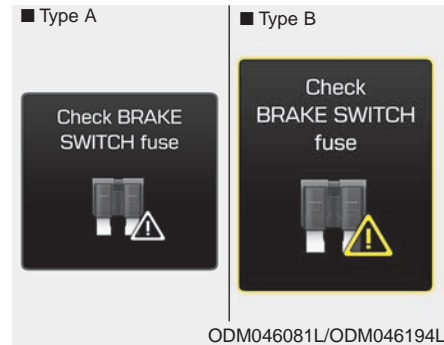 ■ Type A
Check BRAKE
SWITCH fuse
■ Type B
Check
BRAKE SWITCH
fuse
ODM046081L/ODM046194L